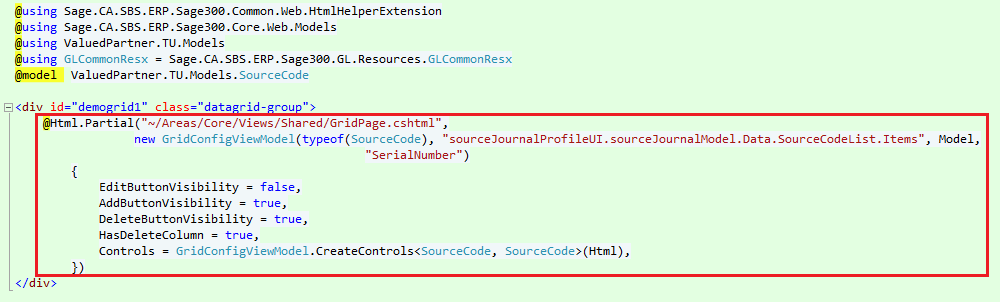 @using Sage.CA.SBS.ERP.Sage300.Common.Web.HtmlHelperExtension
@using Sage.CA.SBS.ERP.Sage300.Core.Web.Models
@using ValuedPartner.TU.Models
@using GLCommonResx = Sage.CA.SBS.ERP.Sage300.GL.Resources.GLCommonResx
@model  ValuedPartner.TU.Models.SourceCode
<div id="demogrid1" class="datagrid-group">
@Html.Partial("~/Areas/Core/Views/Shared/GridPage.cshtml",
new GridConfigViewModel(typeof(SourceCode), "sourceJournalProfileUI.sourceJournalModel.Data.SourceCodeList.Items", Model,
"SerialNumber")
{
EditButtonVisibility = false,
AddButtonVisibility = true,
DeleteButtonVisibility = true,
HasDeleteColumn = true,
Controls = GridConfigViewModel.CreateControls<SourceCode, SourceCode>(Html),
})
</div>